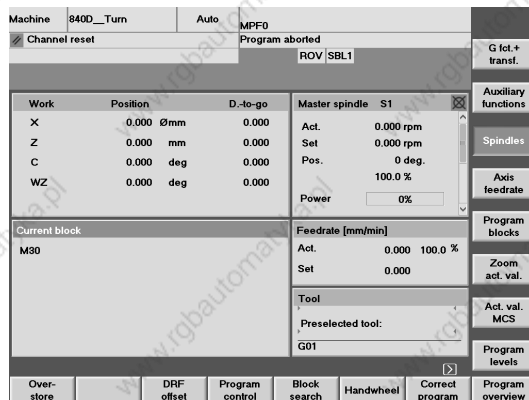 Machine 840D__Turn Auto MPF0
Channel reset Program aborted
ROV SBL1
G fct.+
transf.
Auxiliary
functions
Spindles
Axis
feedrate
Program
blocks
Zoom
act. val.
Act. val.
MCS
Program
levels
Work Position D.-to-go
X 0.000 Ømm 0.000
Z 0.000 mm 0.000
C 0.000 deg 0.000
WZ 0.000 deg 0.000
Master spindle S1
Act. 0.000 rpm
Set 0.000 rpm
Pos. 0 deg.
100.0 %
Power 0%
Current block
M30
Feedrate [mm/min]
Act. 0.000 100.0 %
Set 0.000
Tool
Preselected tool:
G01
Over-
store
DRF
offset
Program
control
Block
search
Handwheel
Correct
program
Program
overview
www.rgbautomatyka.pl